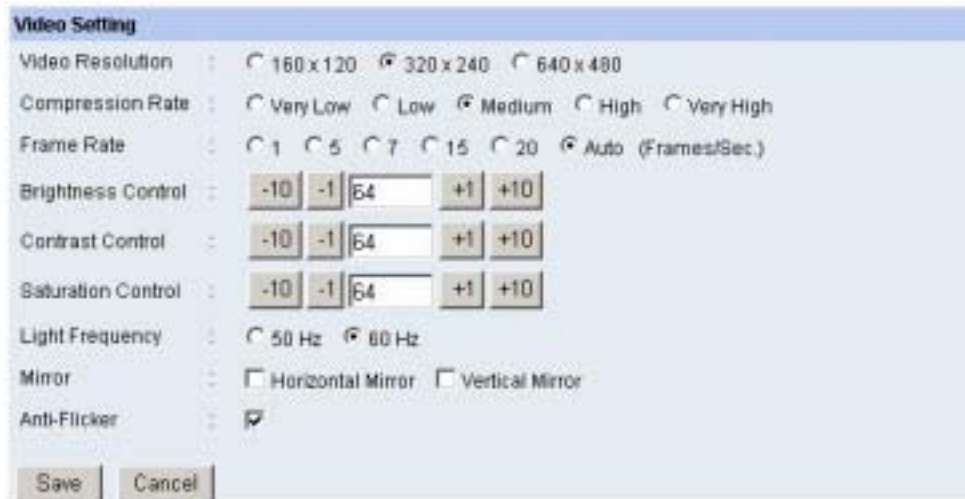 Video Setting
Video Resolution : 160 x 120 320 x 240 640 x 480
Compression Rate : Very Low Low Medium High Very High
Frame Rate : 1 5 7 15 20 Auto (Frames/Sec.)
Brightness Control : -10 -1 64 +1 +10
Contrast Control : -10 -1 64 +1 +10
Saturation Control : -10 -1 64 +1 +10
Light Frequency : 50 Hz 60 Hz
Mirror : Horizontal Mirror Vertical Mirror
Anti-Flicker :
Save Cancel